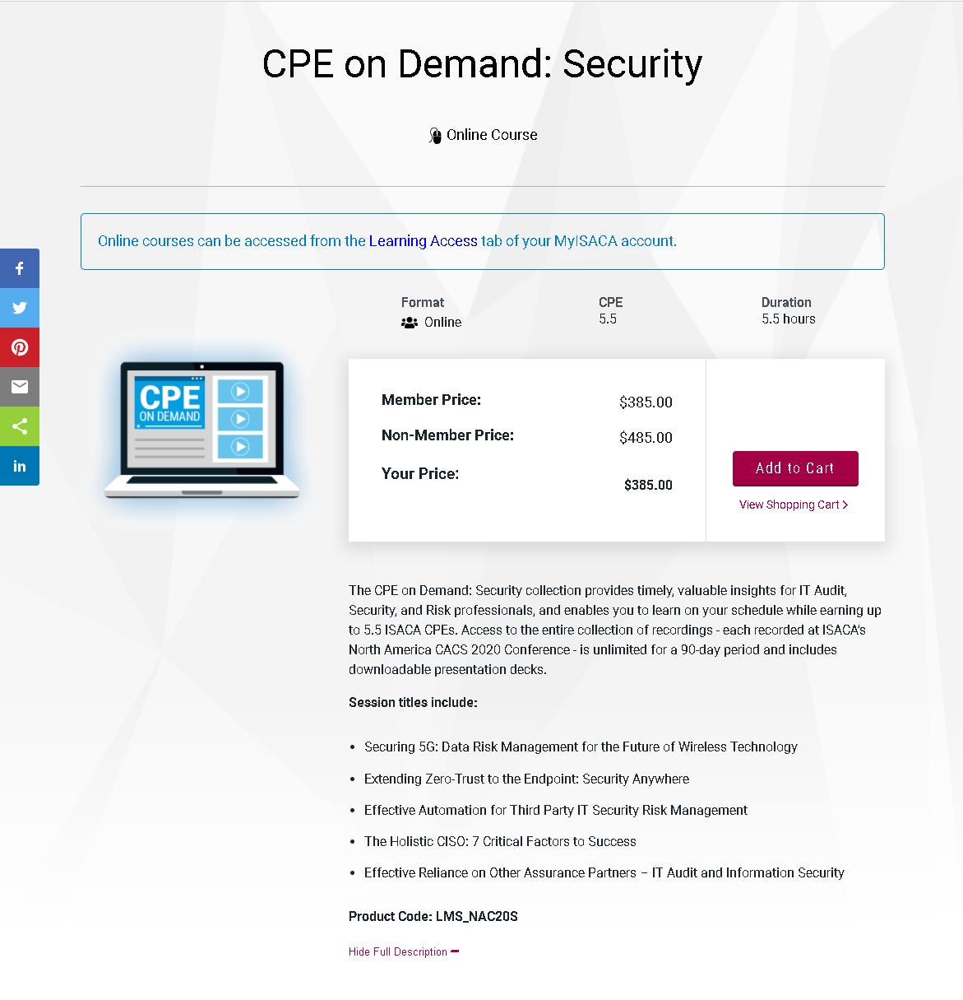 CPE on Demand: Security
Online Course
Online courses can be accessed from the Learning Access tab of your MyISACA account.
Format
Online
CPE
5.5
Duration
5.5 hours
CPE
ON DEMAND
Member Price:
$385.00
Non-Member Price:
$485.00
Your Price:
$385.00
Add to Cart
View Shopping Cart
The CPE on Demand: Security collection provides timely, valuable insights for IT Audit,
Security, and Risk professionals, and enables you to learn on your schedule while earning up
to 5.5 ISACA CPEs. Access to the entire collection of recordings - each recorded at ISACA's
North America CACS 2020 Conference - is unlimited for a 90-day period and includes
downloadable presentation decks.
Session titles include:
• Securing 5G: Data Risk Management for the Future of Wireless Technology
• Extending Zero-Trust to the Endpoint: Security Anywhere
• Effective Automation for Third Party IT Security Risk Management
• The Holistic CISO: 7 Critical Factors to Success
• Effective Reliance on Other Assurance Partners – IT Audit and Information Security
Product Code: LMS_NAC20S
Hide Full Description